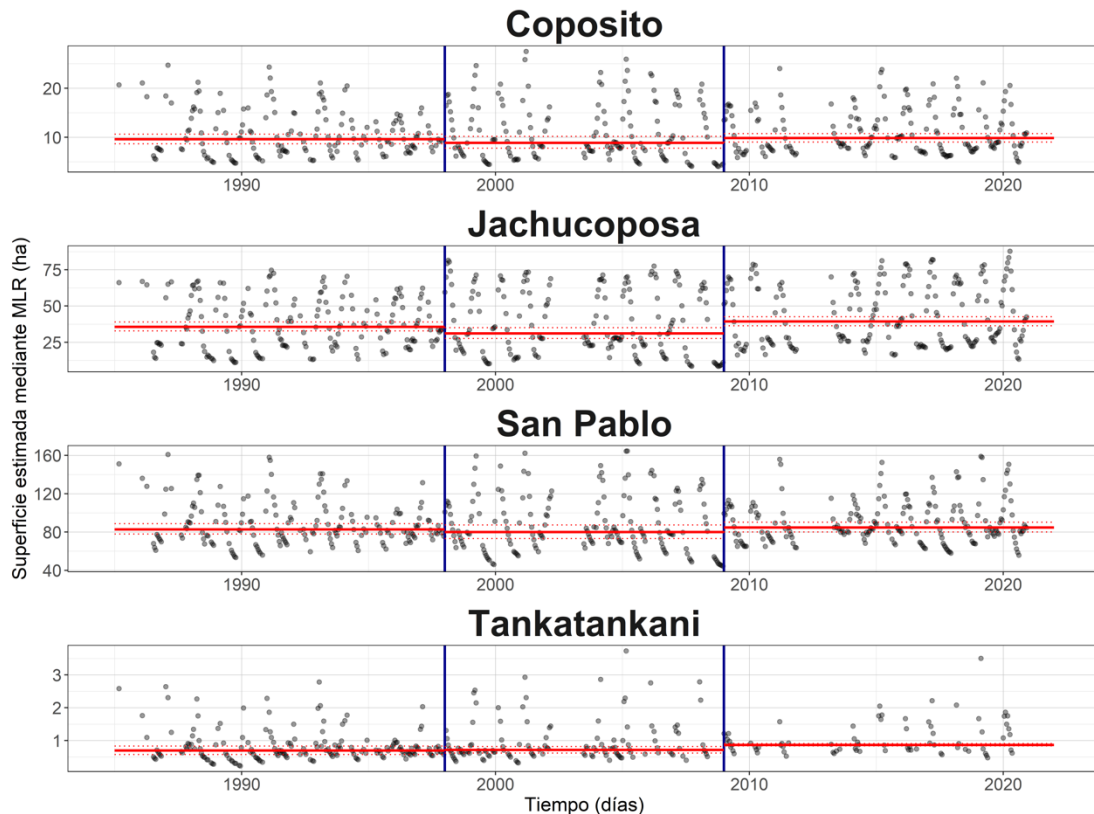 Coposito
20
10
1990 2000 2010 2020
Jachucoposa
75
50
25
1990 2000 2010 2020
San Pablo
160
120
80
40
1990 2000 2010 2020
Tankatankani
3
2
1
1990 2000 2010 2020
Tiempo (días)
Superficie estimada mediante MLR (ha)